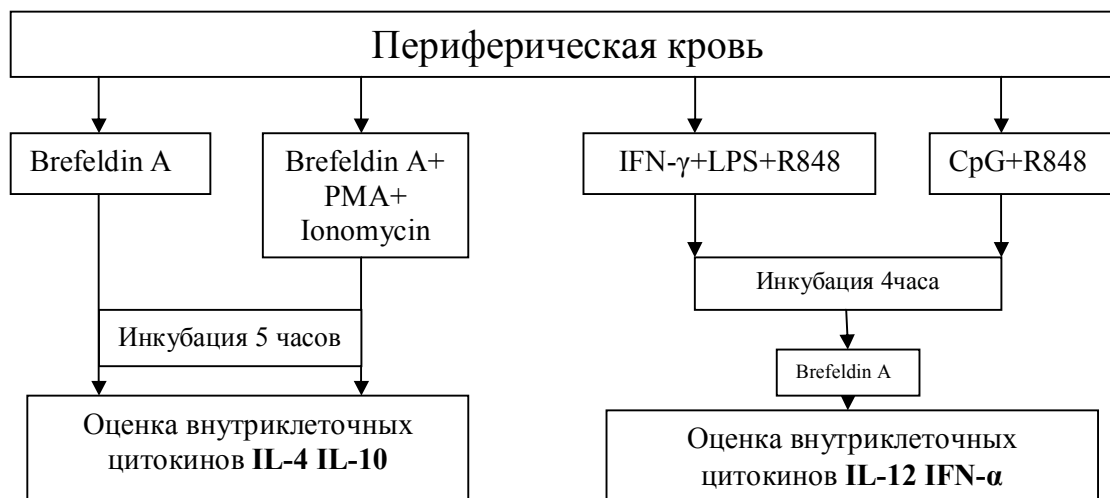 Периферическая кровь
Brefeldin A
Brefeldin A+
PMA+
Ionomycin
IFN-γ+LPS+R848
CpG+R848
Инкубация 5 часов
Инкубация 4часа
Brefeldin A
Оценка внутриклеточных
цитокинов IL-4 IL-10
Оценка внутриклеточных
цитокинов IL-12 IFN-α